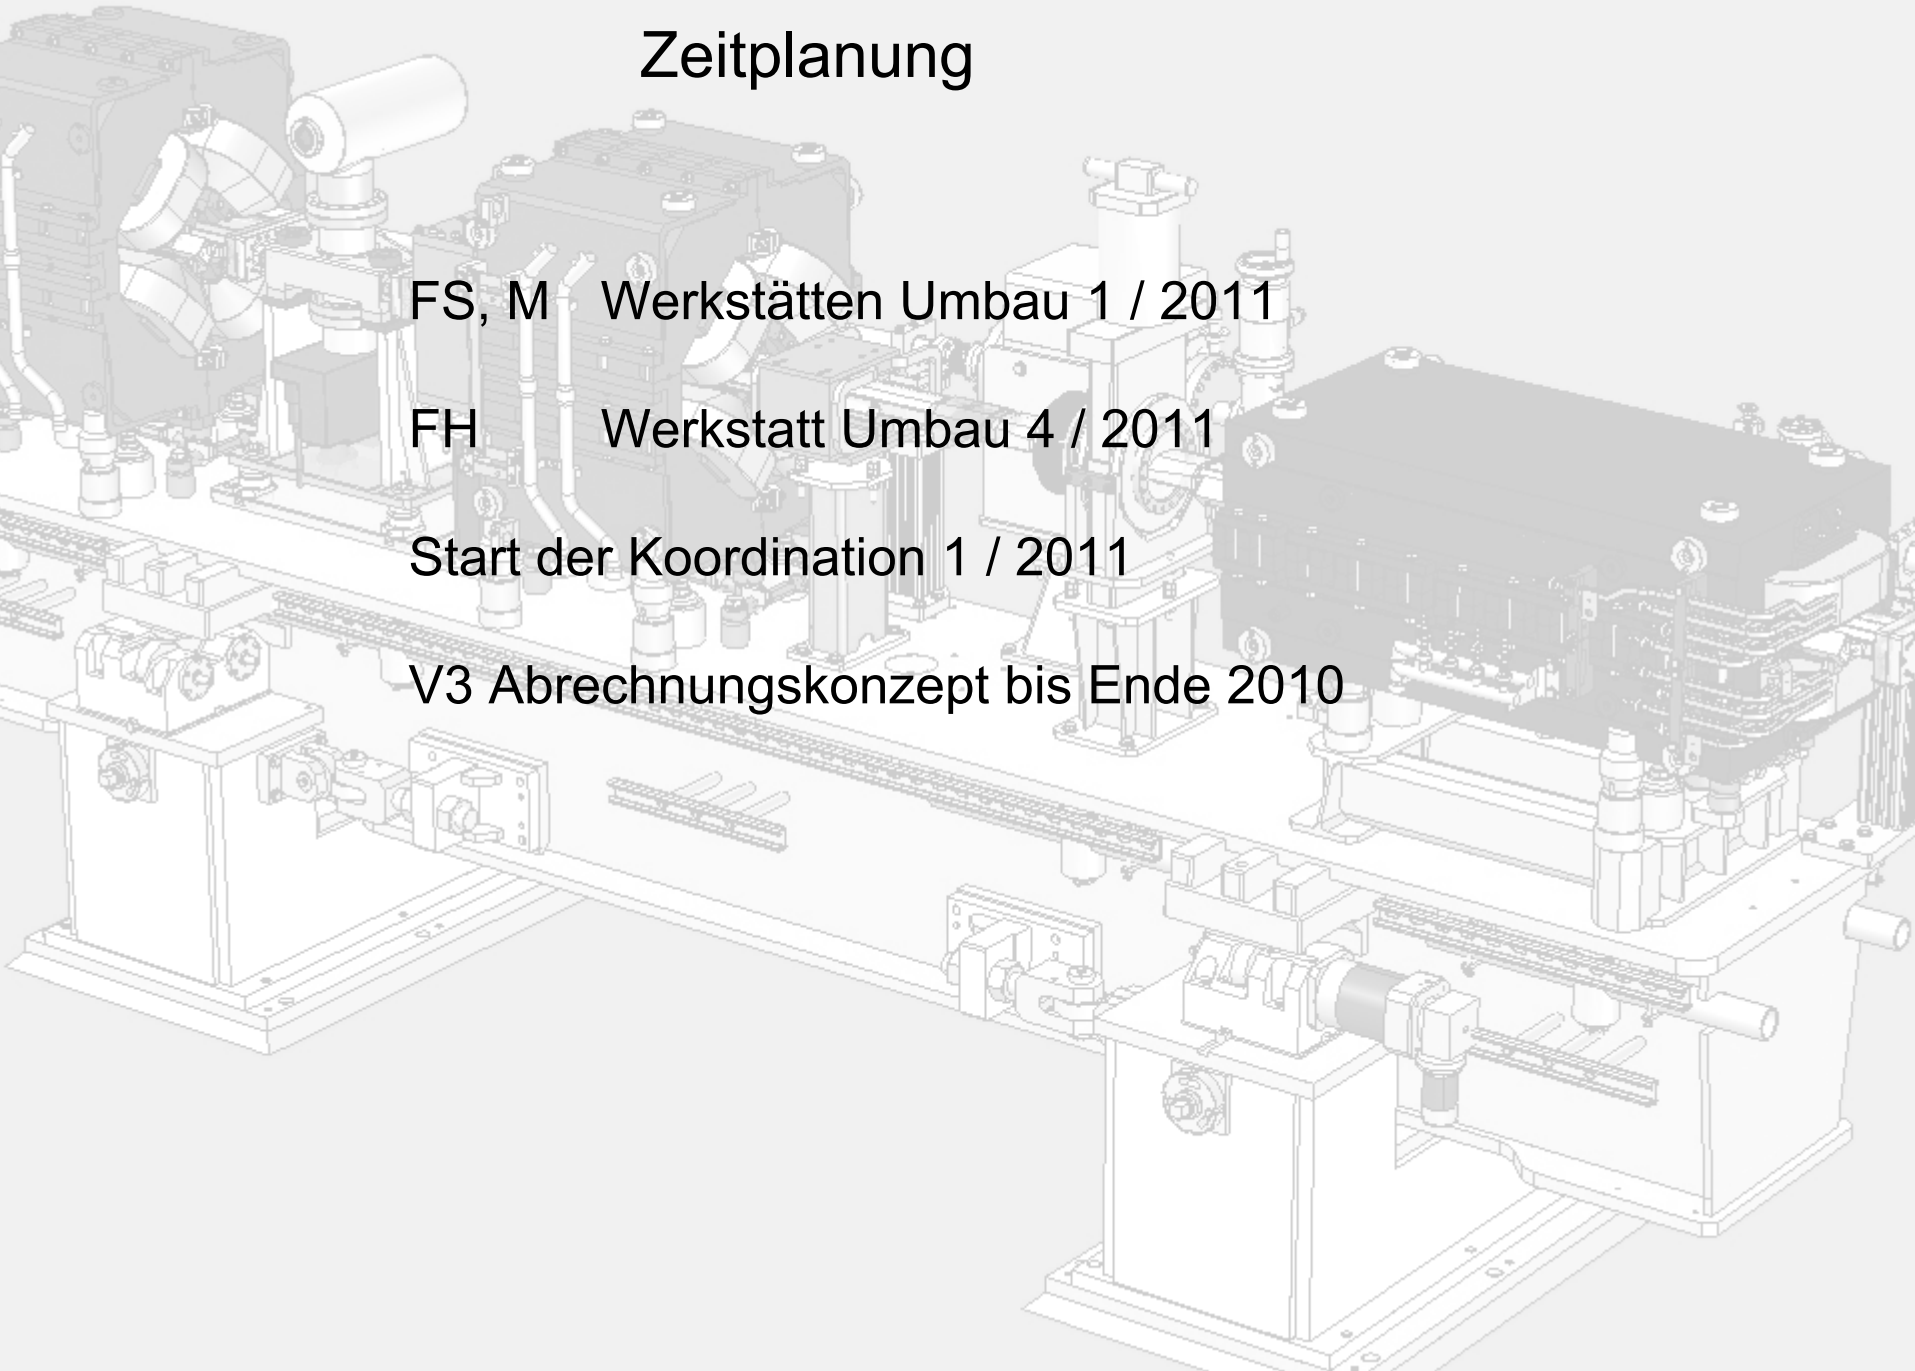 Zeitplanung
FS, M Werkstätten Umbau 1 / 2011
FH Werkstatt Umbau 4 / 2011
Start der Koordination 1 / 2011
V3 Abrechnungskonzept bis Ende 2010